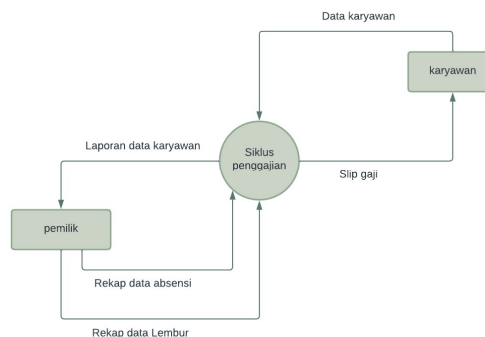 Data karyawan
karyawan
Laporan data karyawan
Siklus
penggajian
Slip gaji
pemilik
Rekap data absensi
Rekap data Lembur